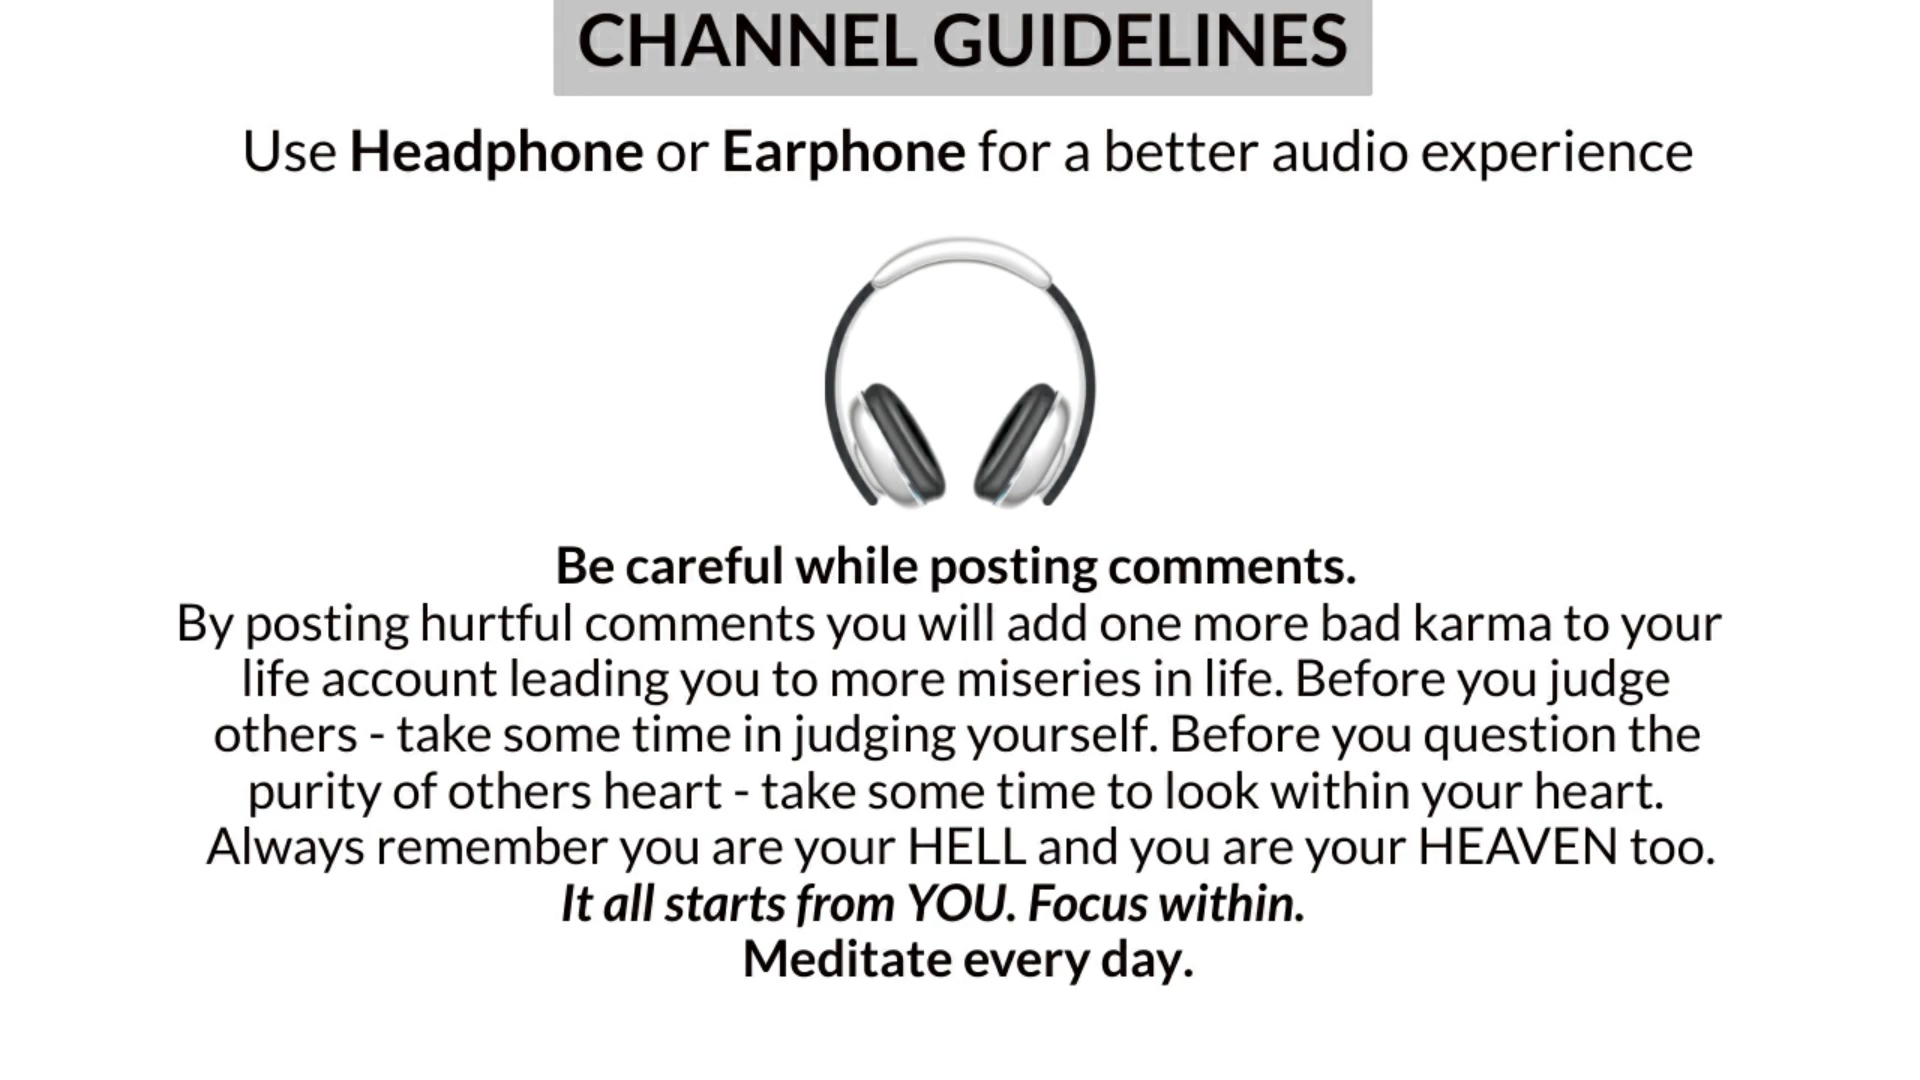 CHANNEL GUIDELINES
Use Headphone or Earphone for a better audio experience
Be careful while posting comments.
By posting hurtful comments you will add one more bad karma to your
life account leading you to more miseries in life. Before you judge
others - take some time in judging yourself. Before you question the
purity of others heart - take some time to look within your heart.
Always remember you are your HELL and you are your HEAVEN too.
It all starts from YOU. Focus within.
Meditate every day.